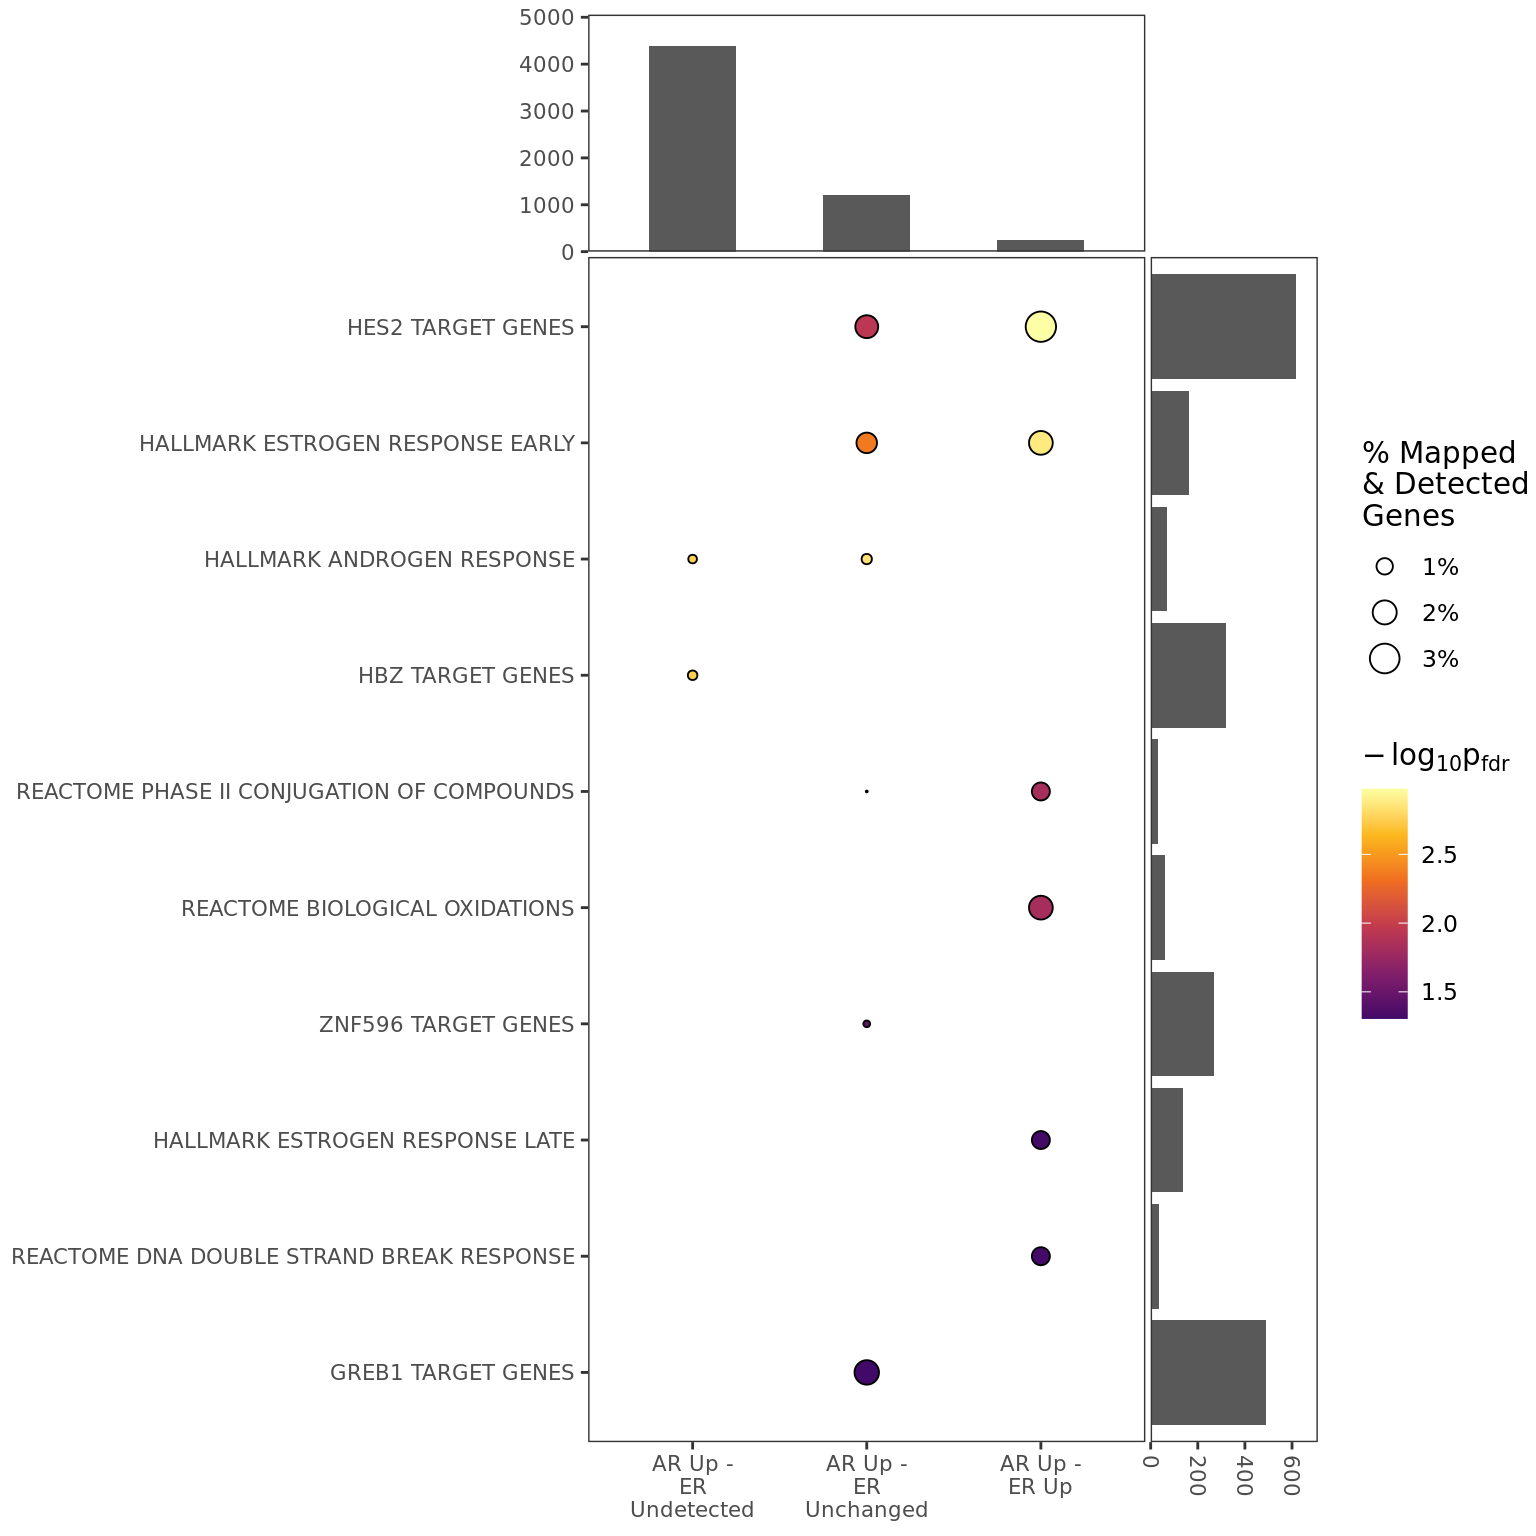 5000
4000
3000
2000
1000
0
HES2 TARGET GENES
HALLMARK ESTROGEN RESPONSE EARLY
HALLMARK ANDROGEN RESPONSE
HBZ TARGET GENES
REACTOME PHASE II CONJUGATION OF COMPOUNDS
REACTOME BIOLOGICAL OXIDATIONS
ZNF596 TARGET GENES
HALLMARK ESTROGEN RESPONSE LATE
REACTOME DNA DOUBLE STRAND BREAK RESPONSE
GREB1 TARGET GENES
AR Up -
ER
Undetected
AR Up -
ER
Unchanged
AR Up -
ER Up
0
200
400
600
% Mapped
& Detected
Genes
1%
2%
3%
− log10pfdr
2.5
2.0
1.5